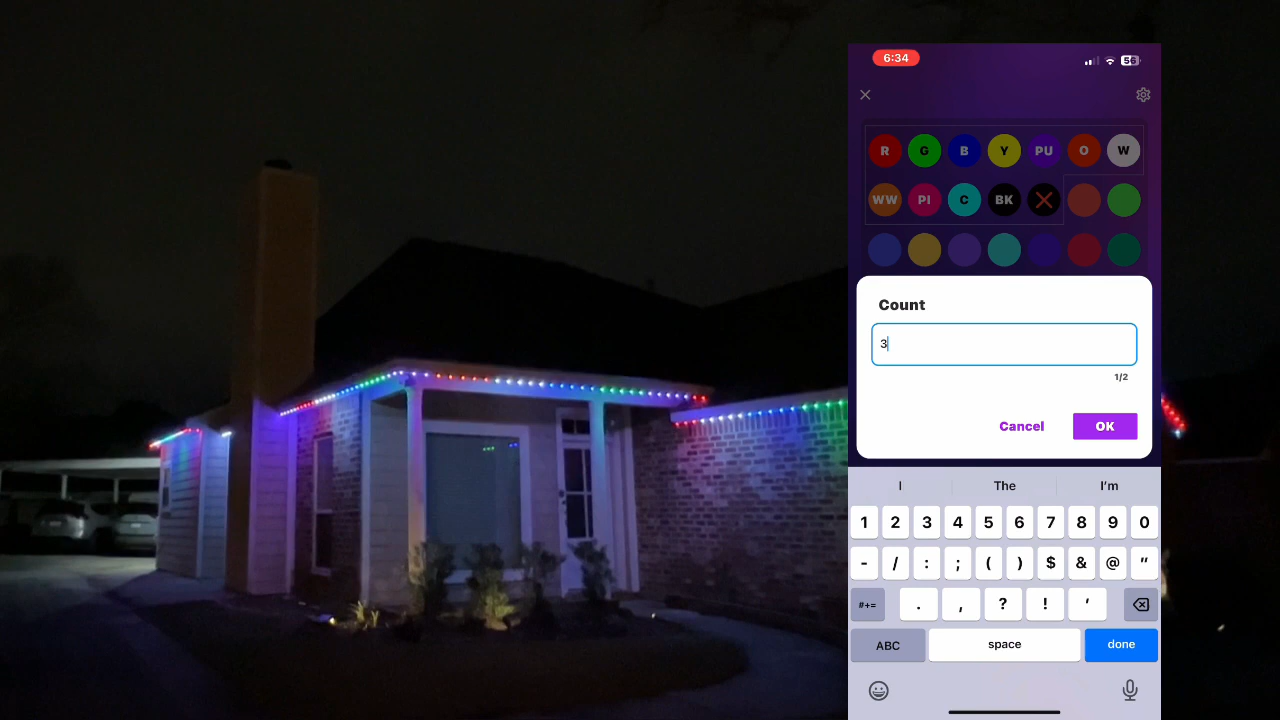 6:34
56
R G B Y PU O W
WW PI C BK
Count
3
1/2
Cancel OK
I The I'm
1 2 3 4 5 6 7 8 9 0
- / : ; ( ) $ & @ "
#+= . , ? ! '
ABC space done